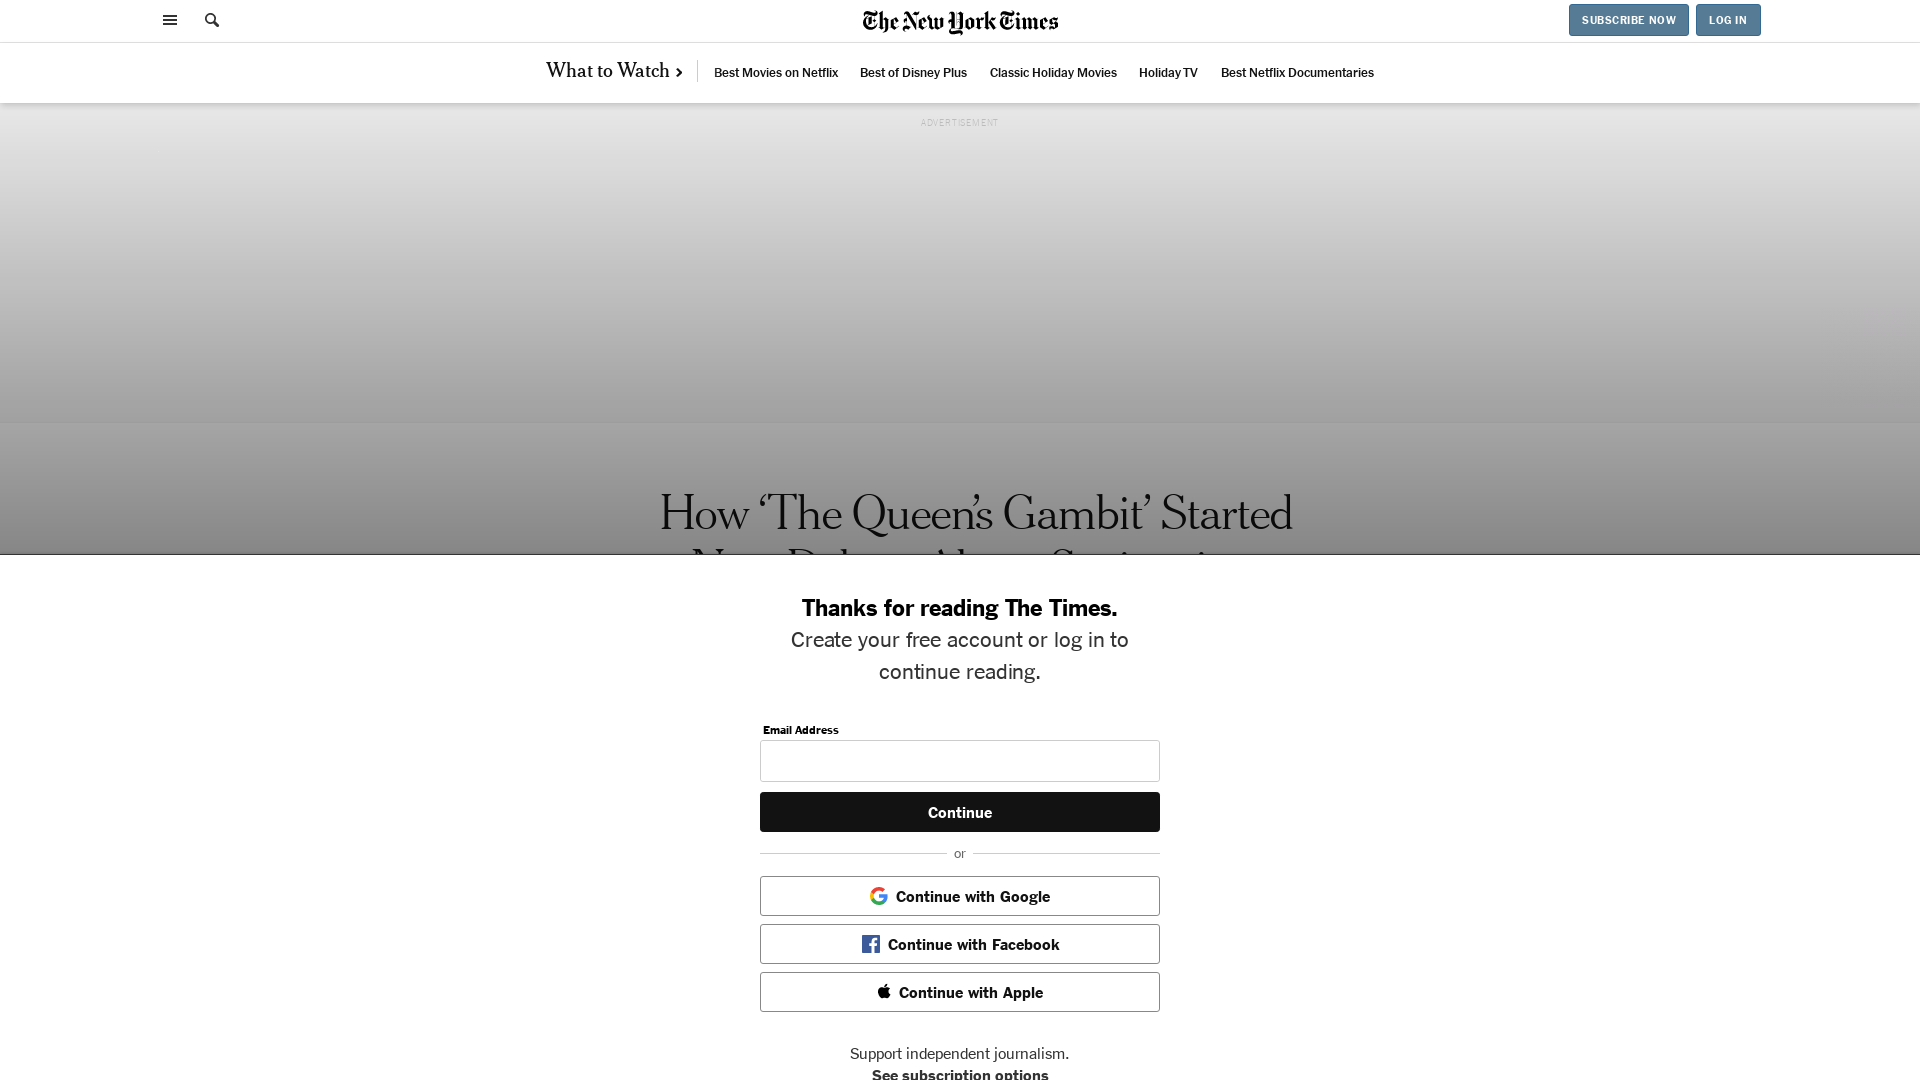 The New York Times
SUBSCRIBE NOW
LOG IN
What to Watch
Best Movies on Netflix
Best of Disney Plus
Classic Holiday Movies
Holiday TV
Best Netflix Documentaries
ADVERTISEMENT
How ‘The Queen’s Gambit’ Started
Thanks for reading The Times.
Create your free account or log in to
continue reading.
Email Address
Continue
or
Continue with Google
Continue with Facebook
Continue with Apple
Support independent journalism.
See subscription options